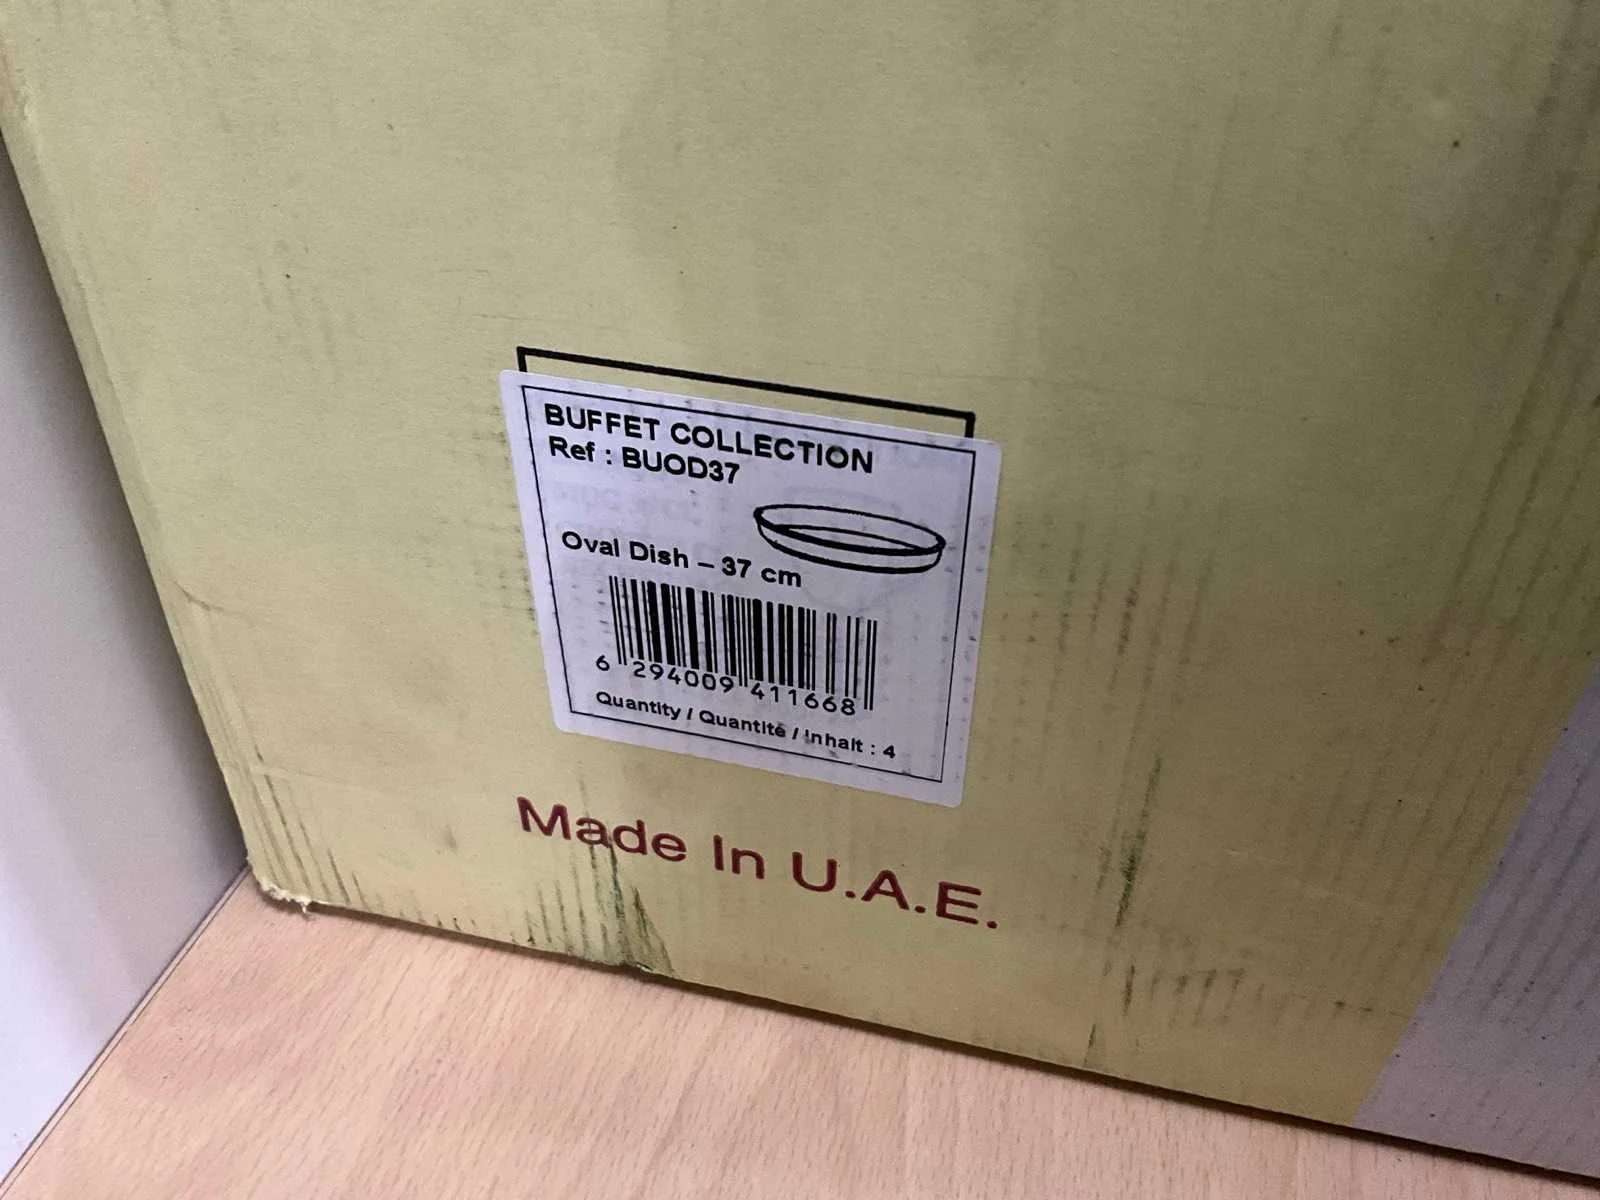 BUFFET COLLECTION
Ref : BUOD37
Oval Dish – 37 cm
6 294009 411668
Quantity / Quantité / Inhalt : 4
Made In U.A.E.